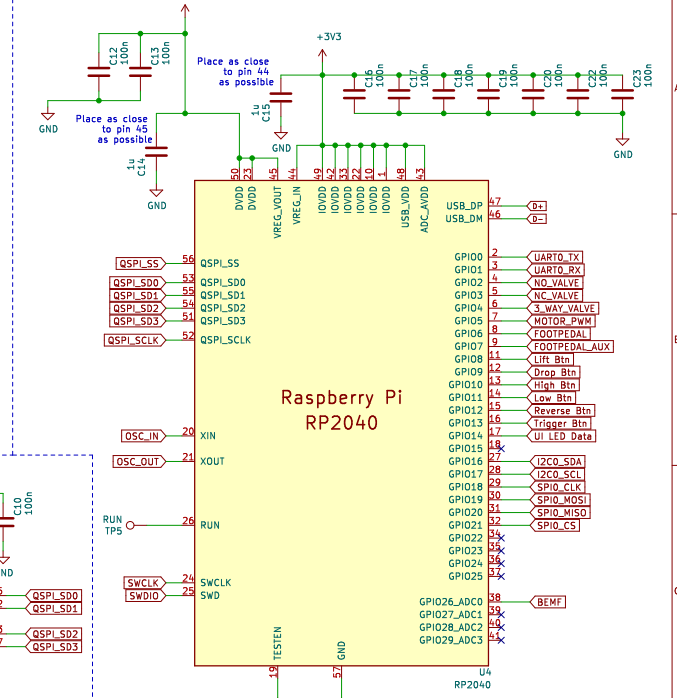 +3V3
C12
100n
C13
100n
Place as close
to pin 44
as possible
1u
C15
C16
100n
C17
100n
C18
100n
C19
100n
C20
100n
C22
100n
C23
100n
A
GND
Place as close
to pin 45
as possible
1u
C14
GND
GND
GND
50
23
45
44
49
42
33
22
10
1
48
43
DVDD
DVDD
VREG_VOUT
VREG_IN
IOVDD
IOVDD
IOVDD
IOVDD
IOVDD
IOVDD
USB_VDD
ADC_AVDD
USB_DP 47 D+
USB_DM 46 D-
QSPI_SS 56 QSPI_SS
QSPI_SD0 53 QSPI_SD0
QSPI_SD1 55 QSPI_SD1
QSPI_SD2 54 QSPI_SD2
QSPI_SD3 51 QSPI_SD3
QSPI_SCLK 52 QSPI_SCLK
GPIO0 2 UART0_TX
GPIO1 3 UART0_RX
GPIO2 4 NO_VALVE
GPIO3 5 NC_VALVE
GPIO4 6 3_WAY_VALVE
GPIO5 7 MOTOR_PWM
GPIO6 8 FOOTPEDAL
GPIO7 9 FOOTPEDAL_AUX
GPIO8 11 Lift Btn
GPIO9 12 Drop Btn
GPIO10 13 High Btn
GPIO11 14 Low Btn
GPIO12 15 Reverse Btn
GPIO13 16 Trigger Btn
GPIO14 17 UI LED Data
GPIO15 18
GPIO16 27 I2C0_SDA
GPIO17 28 I2C0_SCL
GPIO18 29 SPI0_CLK
GPIO19 30 SPI0_MOSI
GPIO20 31 SPI0_MISO
GPIO21 32 SPI0_CS
GPIO22 34
GPIO23 35
GPIO24 36
GPIO25 37
GPIO26_ADC0 38 BEMF
GPIO27_ADC1 39
GPIO28_ADC2 40
GPIO29_ADC3 41
B
Raspberry Pi
RP2040
OSC_IN 20 XIN
OSC_OUT 21 XOUT
RUN
TP5
26 RUN
SWCLK 24 SWCLK
SWDIO 25 SWD
C10
100n
ND
QSPI_SD0
QSPI_SD1
QSPI_SD2
QSPI_SD3
C
TESTEN
19
GND
57
U4
RP2040